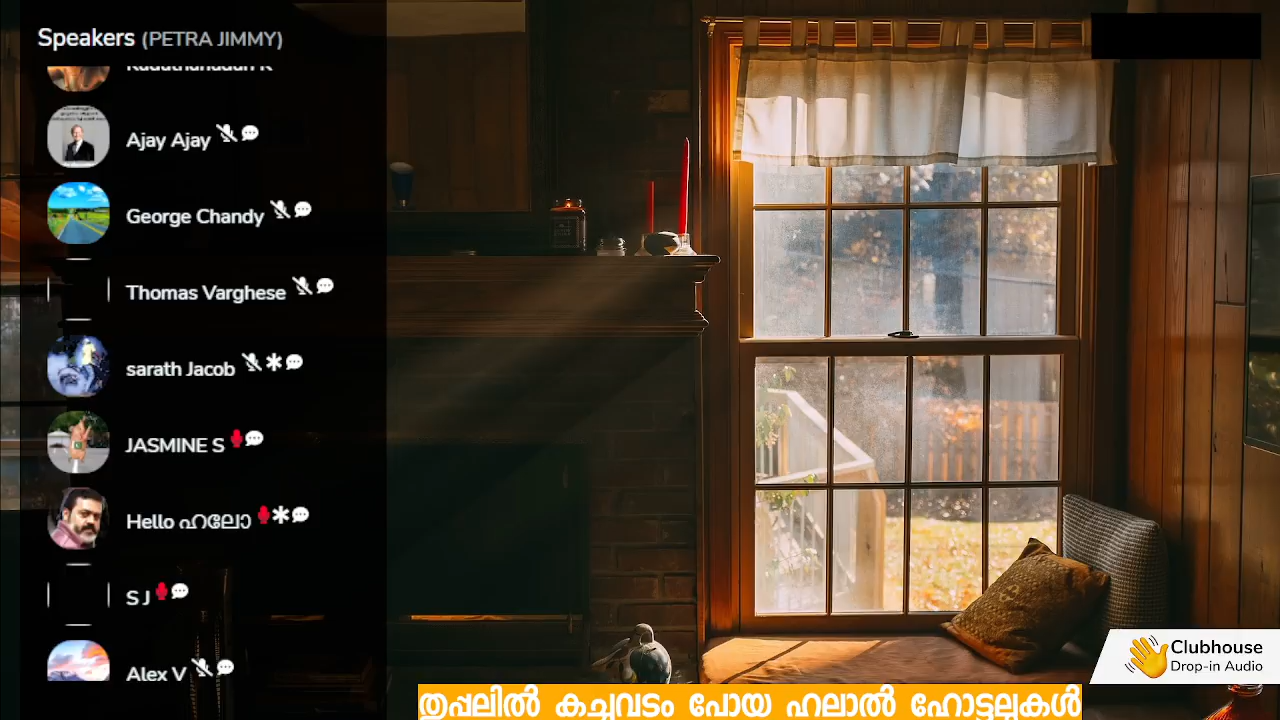 Speakers (PETRA JIMMY)
Ajay Ajay
George Chandy
Thomas Varghese
sarath Jacob
JASMINE S
Hello ഹലോ
S J
Alex V
Clubhouse
Drop-in Audio
തുപ്പലിൽ കച്ചവടം പോയ ഹലാൽ ഹോട്ടലുകൾ